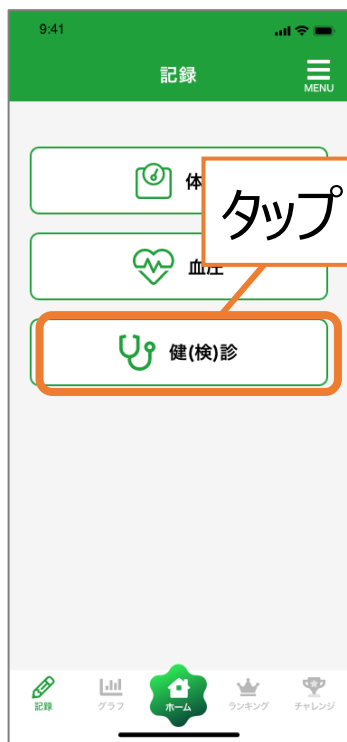 9:41
記録
MENU
体
タップ
血圧
健(検)診
記録
グラフ
ホーム
ランキング
チャレンジ